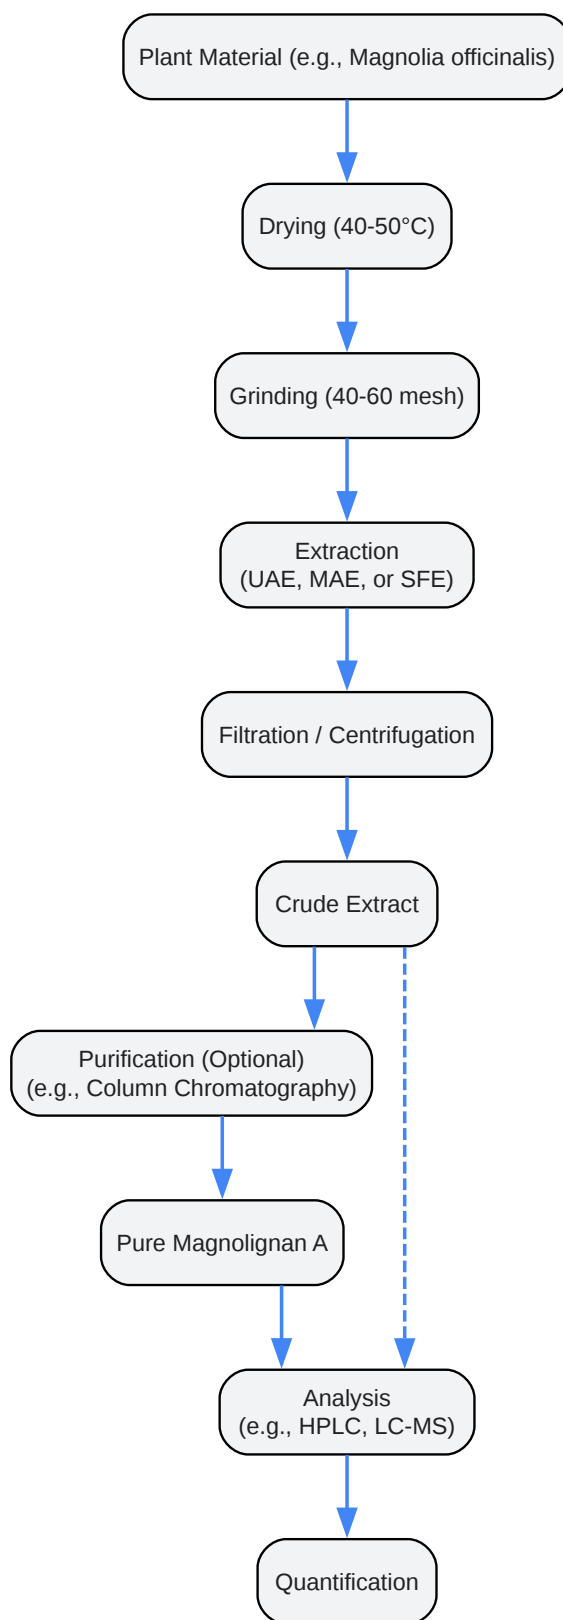 Plant Material (e.g., Magnolia officinalis)
Drying (40-50°C)
Grinding (40-60 mesh)
Extraction
(UAE, MAE, or SFE)
Filtration / Centrifugation
Crude Extract
Purification (Optional)
(e.g., Column Chromatography)
Pure Magnolignan A
Analysis
(e.g., HPLC, LC-MS)
Quantification